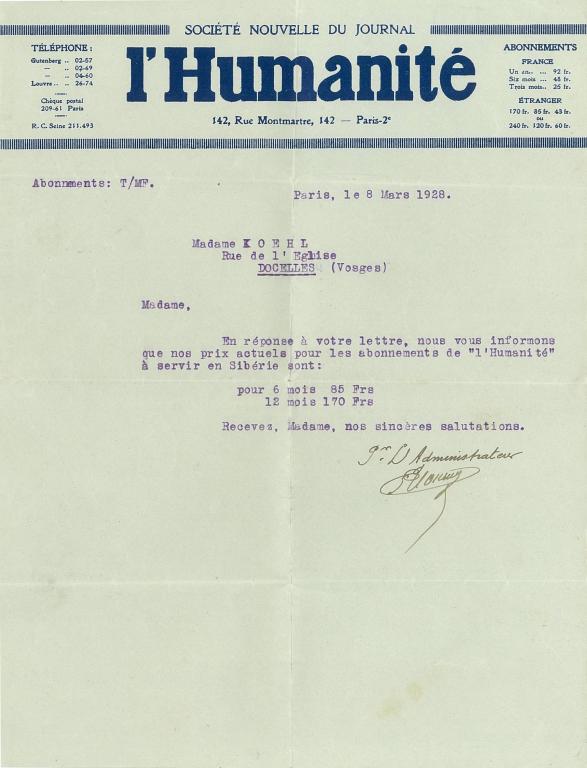 SOCIÉTÉ NOUVELLE DU JOURNAL
l'Humanité
142, Rue Montmartre, 142 — Paris-2e
TÉLÉPHONE :
Gutenberg .. 02-57
— .. 02-69
— .. 04-60
Louvre .. .. 26-74
Chèque postal
209-61 Paris
R. C. Seine 211.493
ABONNEMENTS
FRANCE
Un an... ... 92 fr.
Six mois ... 48 fr.
Trois mois.. 25 fr.
ÉTRANGER
170 fr. 85 fr. 43 fr.
ou
240 fr. 120 fr. 60 fr.
Abonnments: T/MF.
Paris, le 8 Mars 1928.
Madame K O E H L
Rue de l' Eglise
DOCELLES (Vosges)
Madame,
En réponse à votre lettre, nous vous informons
que nos prix actuels pour les abonnements de "l'Humanité"
à servir en Sibérie sont:
pour 6 mois 85 Frs
12 mois 170 Frs
Recevez, Madame, nos sincères salutations.
Pr L'Administrateur